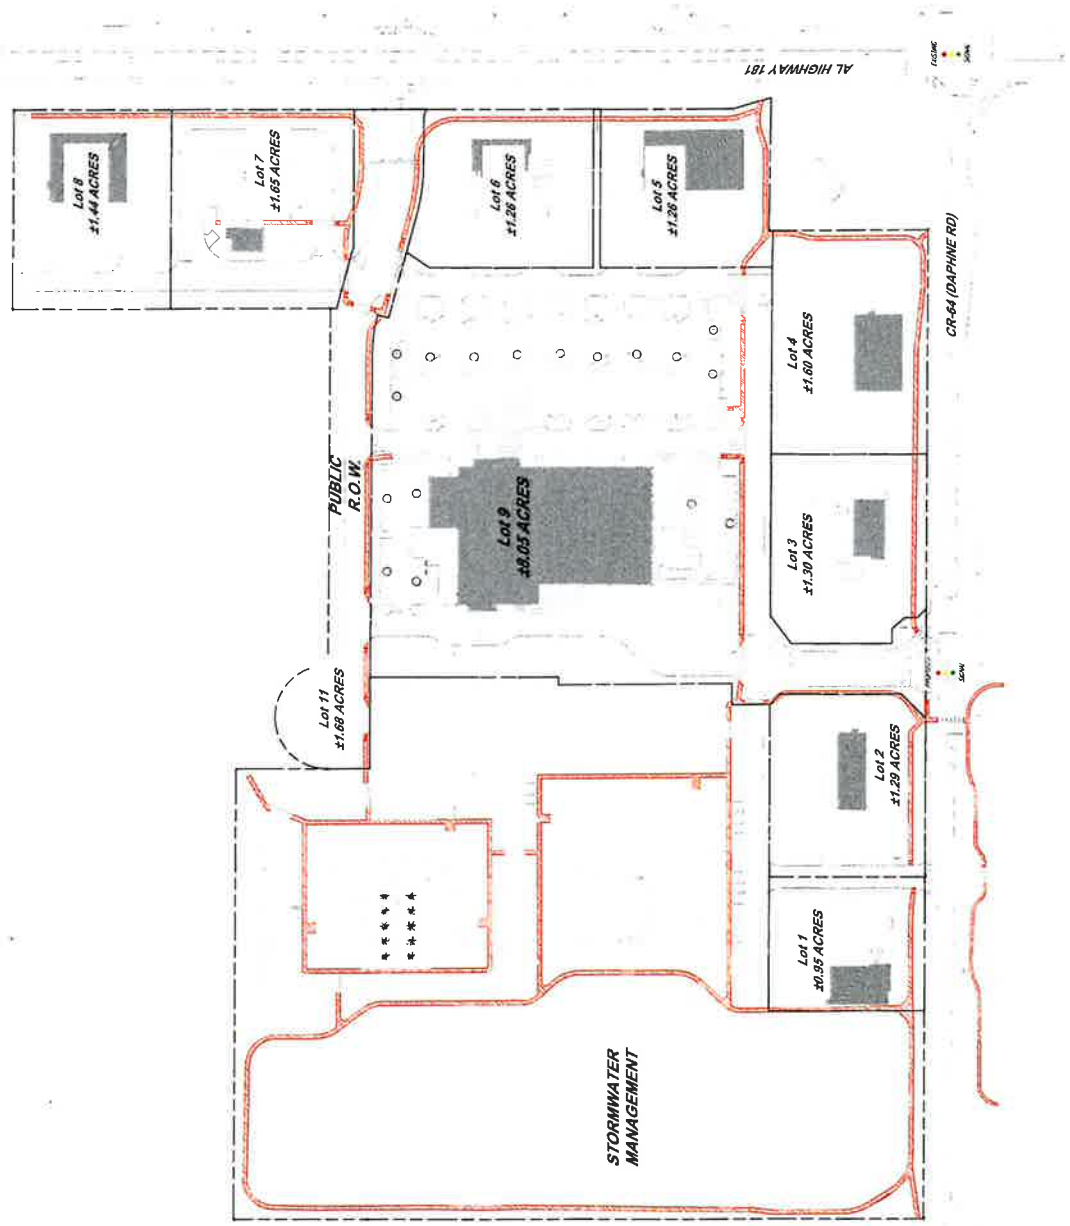 AL HIGHWAY 181
EXISTING
SIGNAL
Lot 8
±1.44 ACRES
Lot 7
±1.65 ACRES
Lot 6
±1.26 ACRES
Lot 5
±1.26 ACRES
CR-64 (DAPHNE RD)
Lot 4
±1.60 ACRES
PUBLIC
R.O.W.
Lot 9
±8.05 ACRES
Lot 3
±1.30 ACRES
Lot 11
±1.68 ACRES
SIGNAL
Lot 2
±1.29 ACRES
Lot 1
±0.95 ACRES
STORMWATER
MANAGEMENT